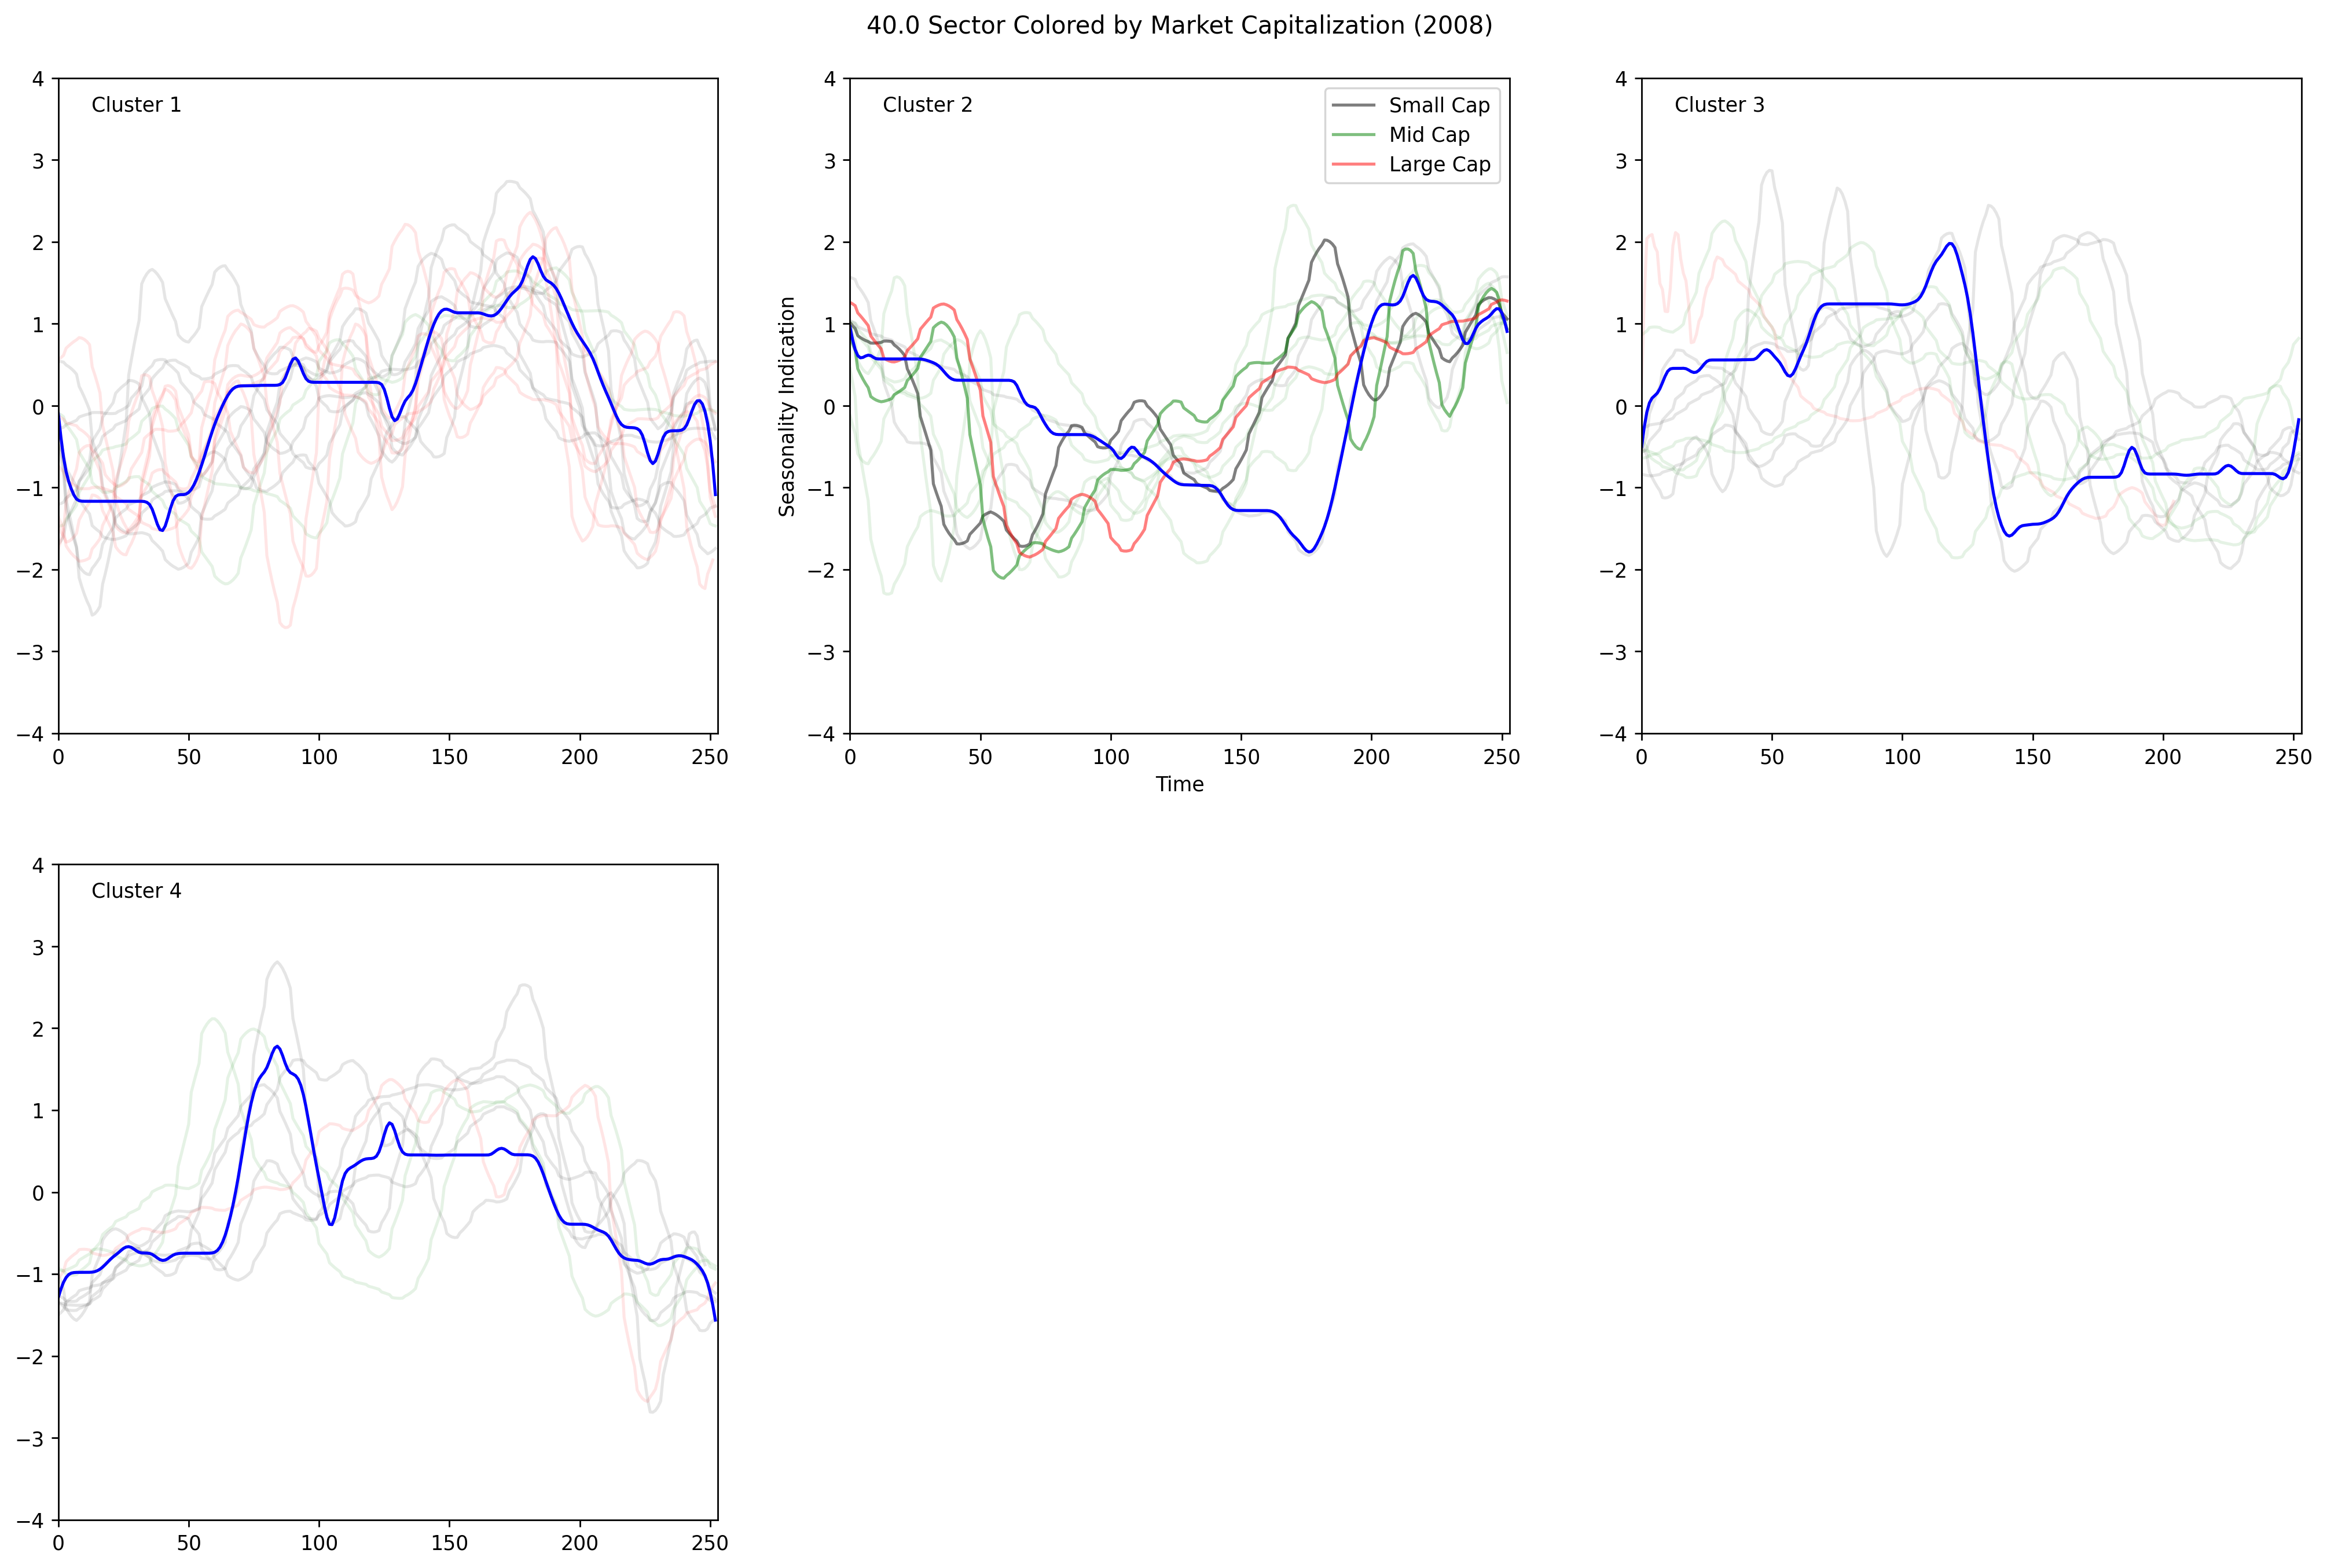 40.0 Sector Colored by Market Capitalization (2008)
Cluster 1
4
3
2
1
0
−1
−2
−3
−4
0 50 100 150 200 250
Cluster 2
Small Cap
Mid Cap
Large Cap
Seasonality Indication
4
3
2
1
0
−1
−2
−3
−4
0 50 100 150 200 250
Time
Cluster 3
4
3
2
1
0
−1
−2
−3
−4
0 50 100 150 200 250
Cluster 4
4
3
2
1
0
−1
−2
−3
−4
0 50 100 150 200 250